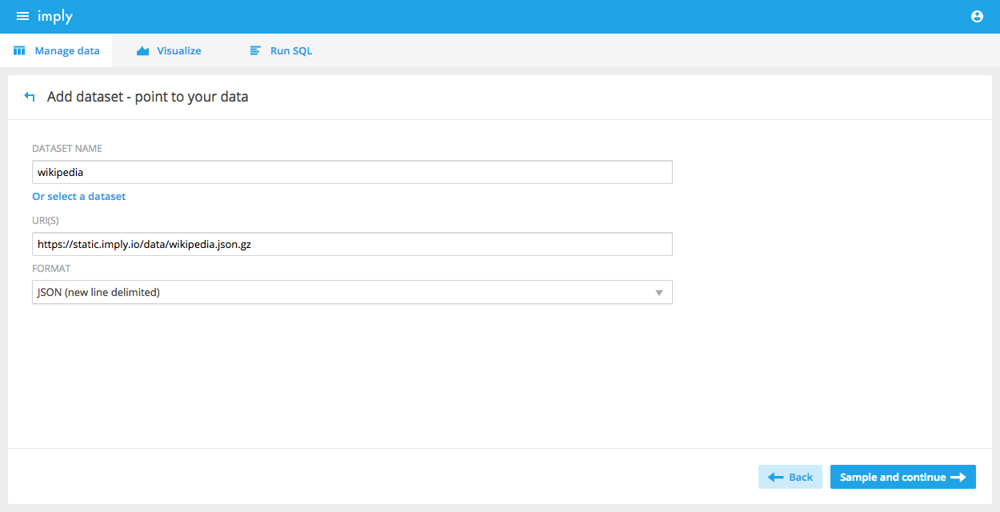 imply
Manage data
Visualize
Run SQL
Add dataset - point to your data
DATASET NAME
wikipedia
Or select a dataset
URI(S)
https://static.imply.io/data/wikipedia.json.gz
FORMAT
JSON (new line delimited)
Back
Sample and continue